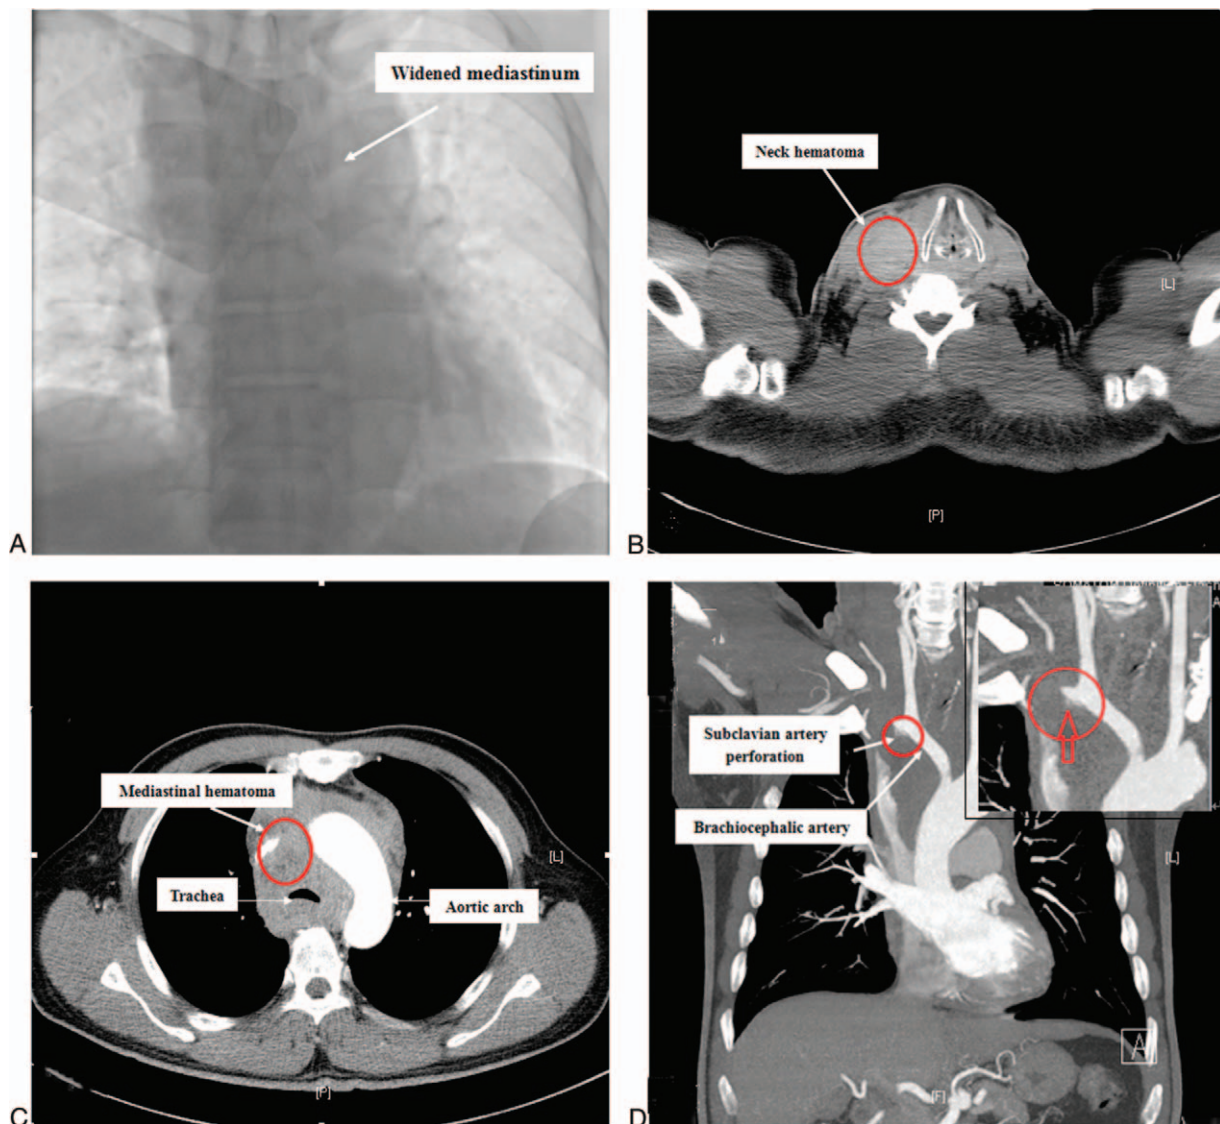 Widened mediastinum
A
Neck hematoma
[L]
[P]
B
Mediastinal hematoma
[L]
Trachea
Aortic arch
[P]
C
A
Subclavian artery
perforation
Brachiocephalic artery
[L]
A
[F]
D